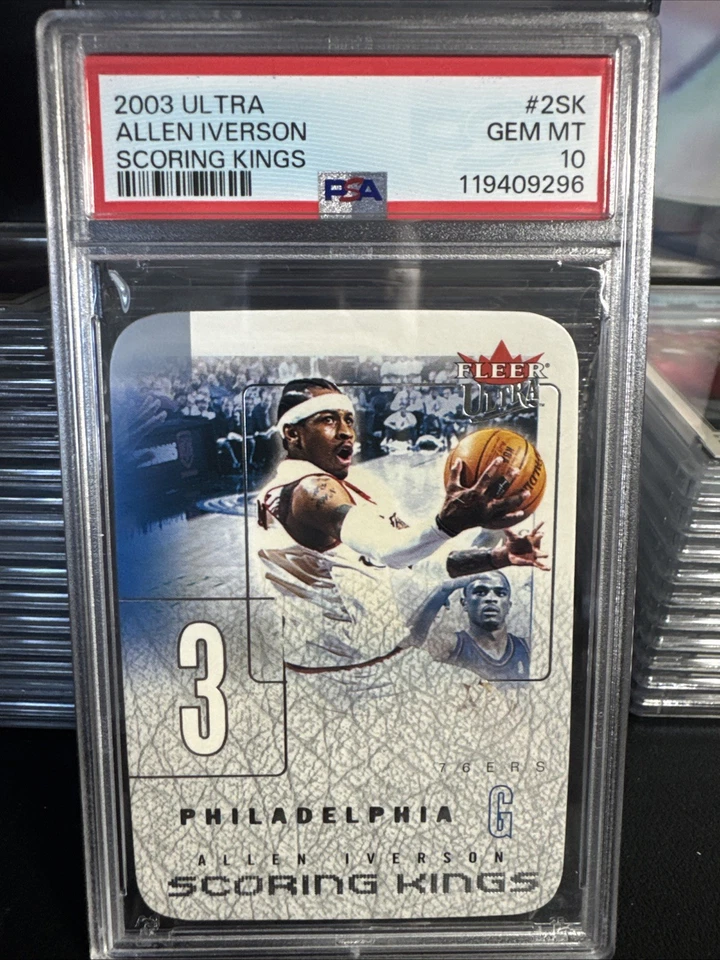 2003 ULTRA #2SK
ALLEN IVERSON GEM MT
SCORING KINGS 10
119409296
PSA
FLEER®
ULTRA
3
76ERS
PHILADELPHIA G
ALLEN IVERSON
SCORING KINGS